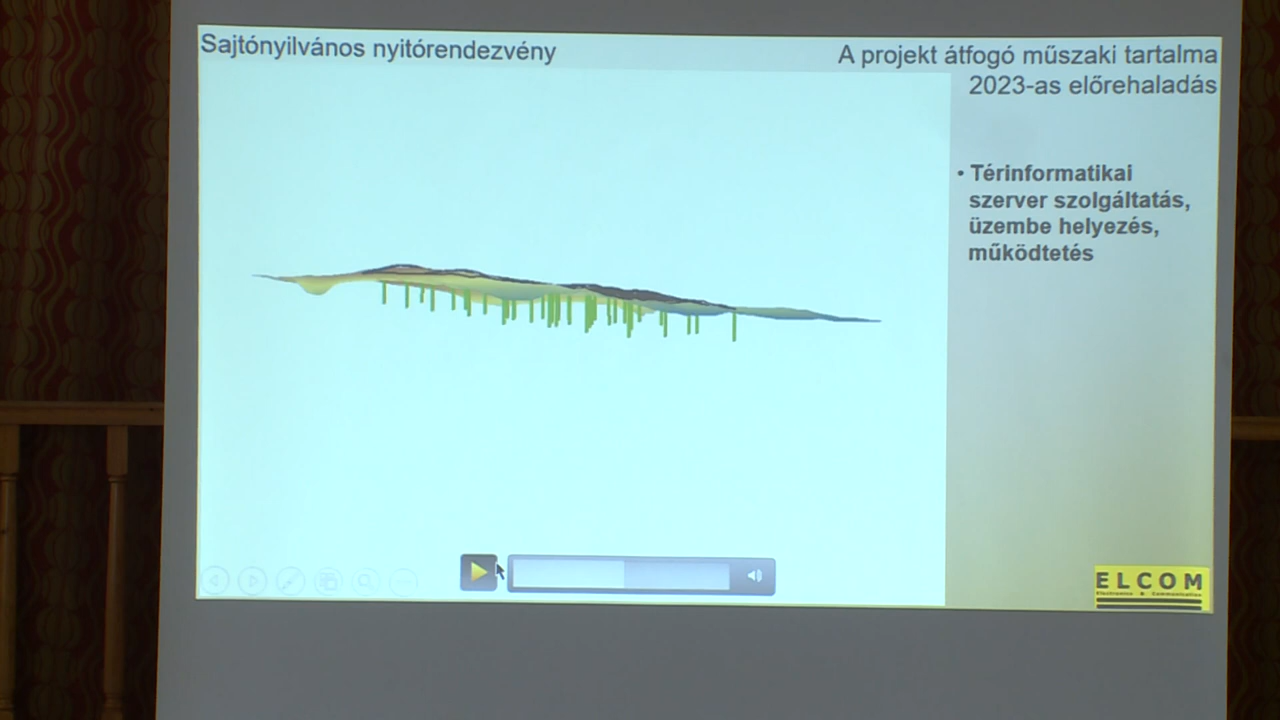 Sajtónyilvános nyitórendezvény
A projekt átfogó műszaki tartalma
2023-as előrehaladás
• Térinformatikai
szerver szolgáltatás,
üzembe helyezés,
működtetés
ELCOM
Electronics & Communication